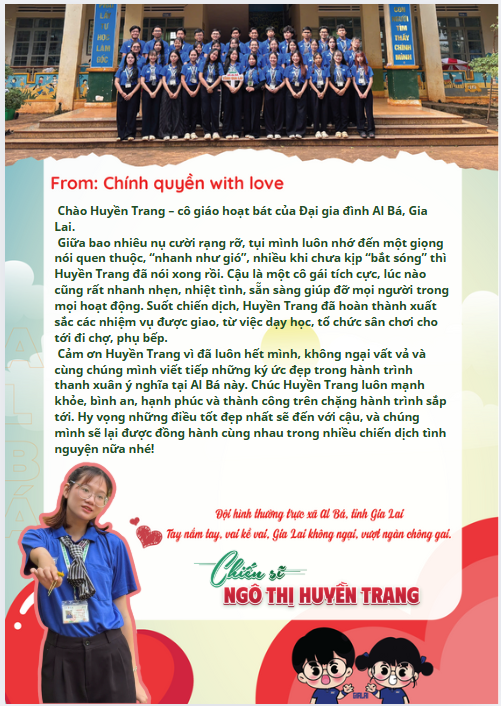 From: Chính quyền with love
Chào Huyền Trang – cô giáo hoạt bát của Đại gia đình Al Bá, Gia
Lai.
Giữa bao nhiêu nụ cười rạng rỡ, tụi mình luôn nhớ đến một giọng
nói quen thuộc, “nhanh như gió”, nhiều khi chưa kịp “bắt sóng” thì
Huyền Trang đã nói xong rồi. Cậu là một cô gái tích cực, lúc nào
cũng rất nhanh nhẹn, nhiệt tình, sẵn sàng giúp đỡ mọi người trong
mọi hoạt động. Suốt chiến dịch, Huyền Trang đã hoàn thành xuất
sắc các nhiệm vụ được giao, từ việc dạy học, tổ chức sân chơi cho
tới đi chợ, phụ bếp.
Cảm ơn Huyền Trang vì đã luôn hết mình, không ngại vất vả và
cùng chúng mình viết tiếp những ký ức đẹp trong hành trình
thanh xuân ý nghĩa tại Al Bá này. Chúc Huyền Trang luôn mạnh
khỏe, bình an, hạnh phúc và thành công trên chặng hành trình sắp
tới. Hy vọng những điều tốt đẹp nhất sẽ đến với cậu, và chúng
mình sẽ lại được đồng hành cùng nhau trong nhiều chiến dịch tình
nguyện nữa nhé!
Đội hình thường trực xã Al Bá, tỉnh Gia Lai
Tay nắm tay, vai kề vai, Gia Lai không ngại, vượt ngàn chông gai.
Chiến sĩ
NGÔ THỊ HUYỀN TRANG
AL BÁ